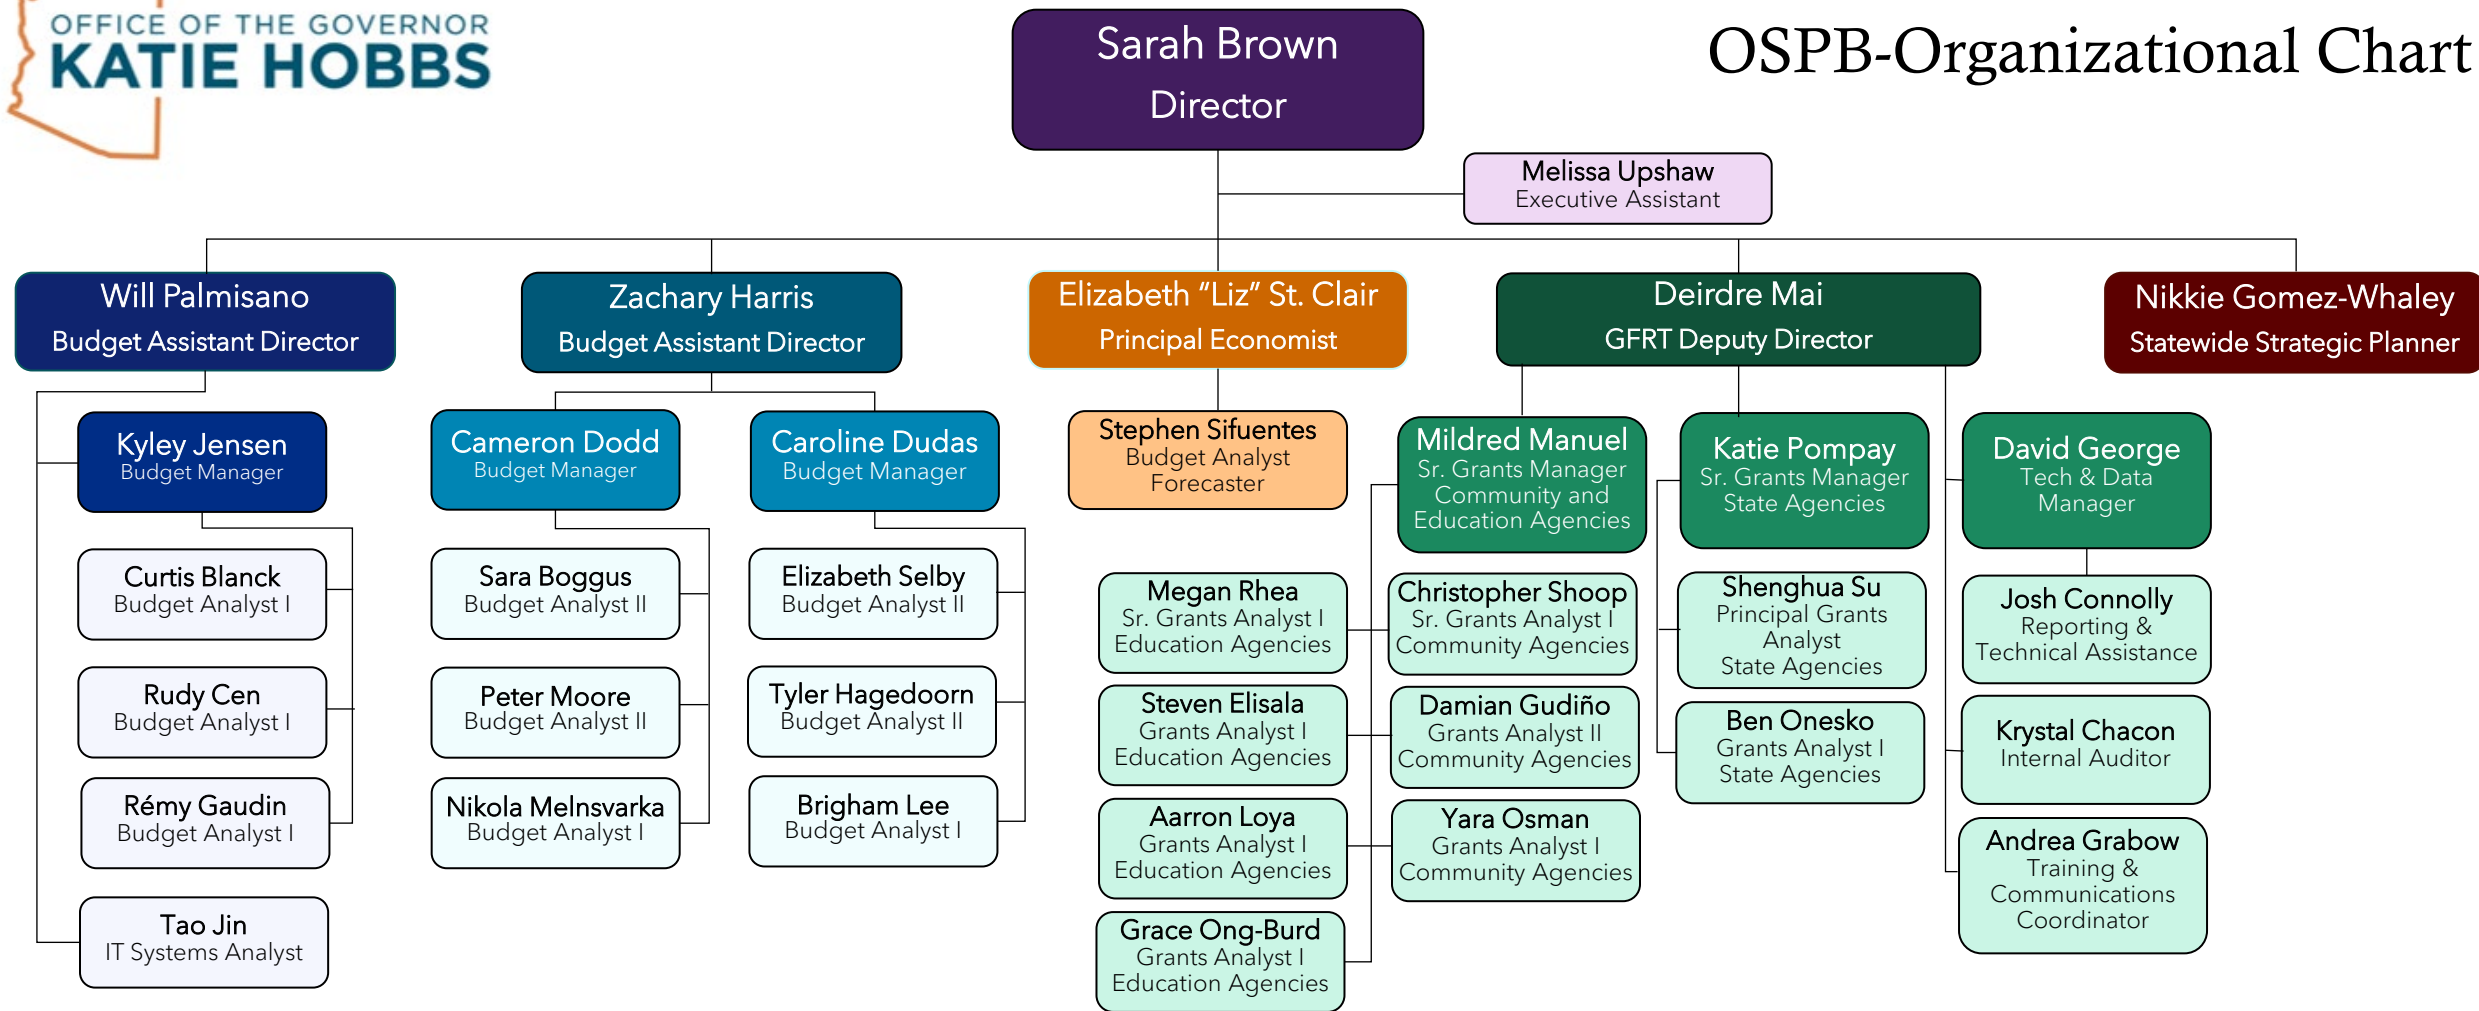 OFFICE OF THE GOVERNOR
KATIE HOBBS
OSPB-Organizational Chart
Sarah Brown
Director
Melissa Upshaw
Executive Assistant
Will Palmisano
Budget Assistant Director
Zachary Harris
Budget Assistant Director
Elizabeth “Liz” St. Clair
Principal Economist
Deirdre Mai
GFRT Deputy Director
Nikkie Gomez-Whaley
Statewide Strategic Planner
Kyley Jensen
Budget Manager
Cameron Dodd
Budget Manager
Caroline Dudas
Budget Manager
Stephen Sifuentes
Budget Analyst
Forecaster
Mildred Manuel
Sr. Grants Manager
Community and
Education Agencies
Katie Pompay
Sr. Grants Manager
State Agencies
David George
Tech & Data
Manager
Curtis Blanck
Budget Analyst I
Sara Boggus
Budget Analyst II
Elizabeth Selby
Budget Analyst II
Megan Rhea
Sr. Grants Analyst I
Education Agencies
Christopher Shoop
Sr. Grants Analyst I
Community Agencies
Shenghua Su
Principal Grants
Analyst
State Agencies
Josh Connolly
Reporting &
Technical Assistance
Rudy Cen
Budget Analyst I
Peter Moore
Budget Analyst II
Tyler Hagedoorn
Budget Analyst II
Steven Elisala
Grants Analyst I
Education Agencies
Damian Gudiño
Grants Analyst II
Community Agencies
Ben Onesko
Grants Analyst I
State Agencies
Krystal Chacon
Internal Auditor
Rémy Gaudin
Budget Analyst I
Nikola Melnsvarka
Budget Analyst I
Brigham Lee
Budget Analyst I
Aarron Loya
Grants Analyst I
Education Agencies
Yara Osman
Grants Analyst I
Community Agencies
Andrea Grabow
Training &
Communications
Coordinator
Tao Jin
IT Systems Analyst
Grace Ong-Burd
Grants Analyst I
Education Agencies